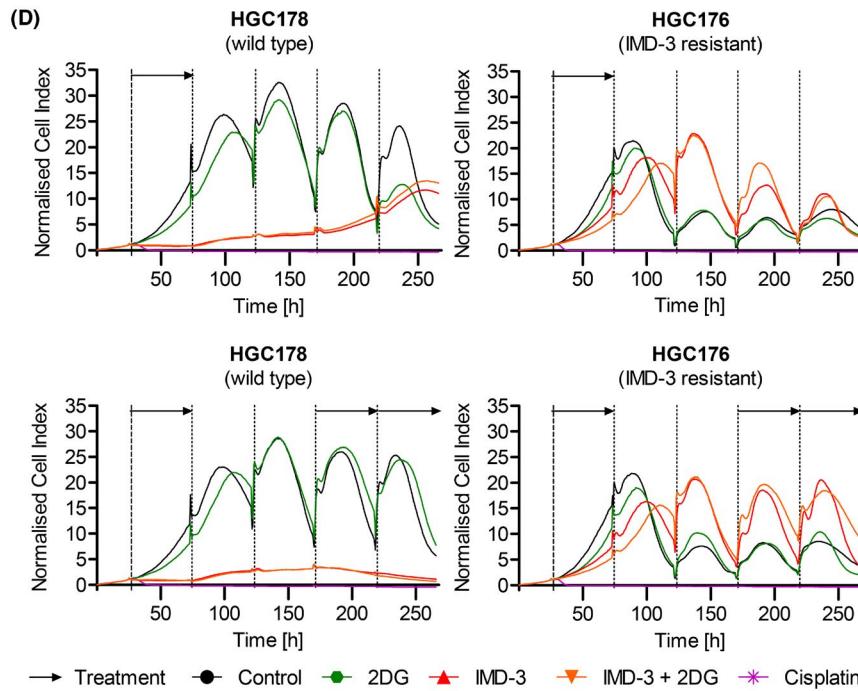 (D)
HGC178
(wild type)
HGC176
(IMD-3 resistant)
Normalised Cell Index
35
30
25
20
15
10
5
0
50 100 150 200 250
Time [h]
Normalised Cell Index
35
30
25
20
15
10
5
0
50 100 150 200 250
Time [h]
HGC178
(wild type)
HGC176
(IMD-3 resistant)
Normalised Cell Index
35
30
25
20
15
10
5
0
50 100 150 200 250
Time [h]
Normalised Cell Index
35
30
25
20
15
10
5
0
50 100 150 200 250
Time [h]
Treatment Control 2DG IMD-3 IMD-3 + 2DG Cisplatin